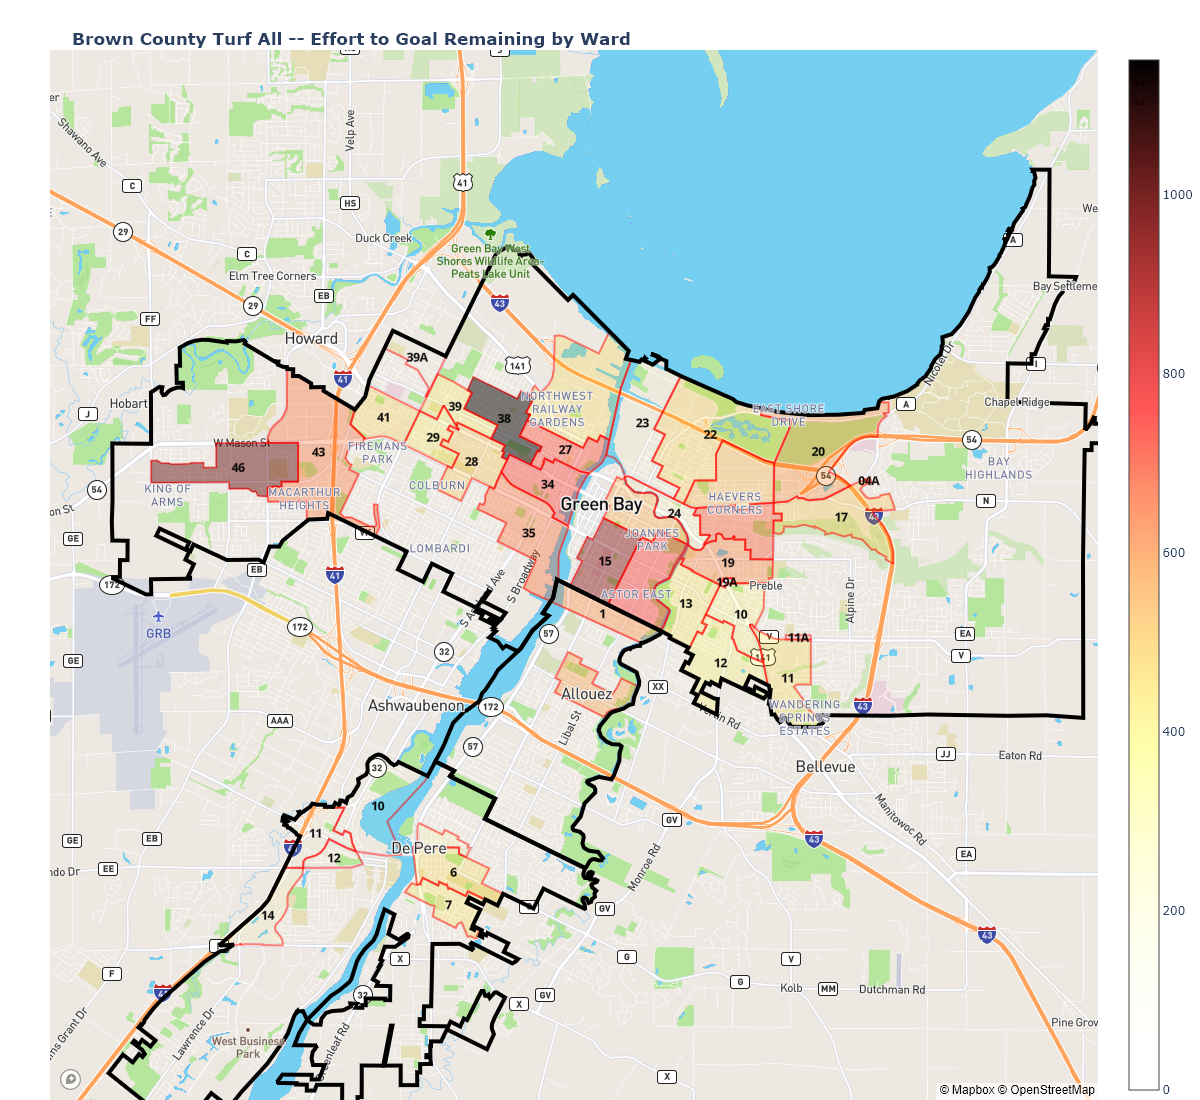 Brown County Turf All -- Effort to Goal Remaining by Ward
Shawano Ave
Velp Ave
C
41
HS
29
Duck Creek
Green Bay West
Shores Wildlife Area-
Peats Lake Unit
A
We
C
Elm Tree Corners
EB
29
43
Bay Settleme
FF
Howard
141
39A
41
I
Nicolet Dr
Hobart
J
NORTHWEST
RAILWAY
GARDENS
39
38
41
EAST SHORE
DRIVE
A
Chapel Ridge
23
22
W Mason St
FIREMANS
PARK
29
27
43
46
28
20
54
BAY
HIGHLANDS
KING OF
ARMS
MACARTHUR
HEIGHTS
COLBURN
34
54
04A
54
on St
Green Bay
HAEVERS
CORNERS
N
24
17
43
GE
VK
35
JOANNES
PARK
LOMBARDI
15
19
EB
41
172
S Broadway
19A
Preble
ASTOR EAST
13
10
1
Alpine Dr
GRB
172
57
V
11A
EA
V
GE
32
141
12
11
Allouez
XX
Ashwaubenon
172
WANDERING
SPRINGS
ESTATES
43
AAA
Libal St
57
JJ
Eaton Rd
32
Bellevue
10
GV
Manitowoc Rd
GE
EB
11
43
De Pere
EA
EE
12
6
Monroe Rd
ndo Dr
7
14
GV
43
F
X
G
V
G
Kolb
MM
Dutchman Rd
32
GV
X
Lawrence Dr
ns Grant Dr
West Business
Park
Greenleaf Rd
Pine Grov
X
© Mapbox © OpenStreetMap
1000
800
600
400
200
0